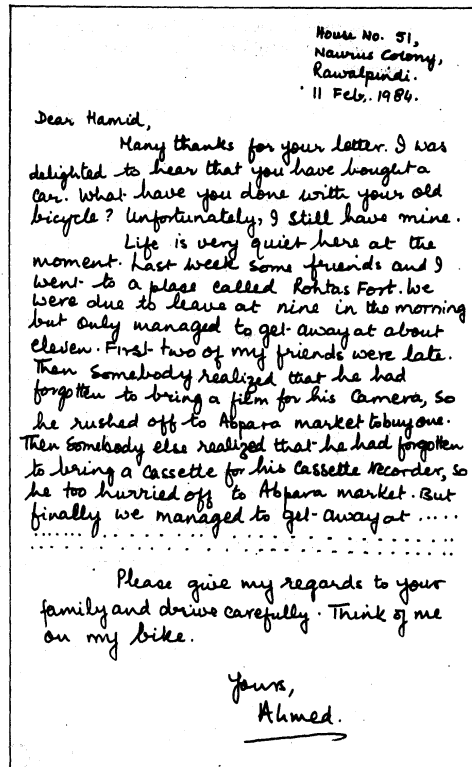 House No. 51,
Naurus Colony,
Rawalpindi.
11 Feb. 1984.
Dear Hamid,
Many thanks for your letter. I was
delighted to hear that you have bought a
car. What have you done with your old
bicycle? Unfortunately, I still have mine.
Life is very quiet here at the
moment. Last week some friends and I
went to a place called Rohtas Fort. We
were due to leave at nine in the morning
but only managed to get away at about
eleven. First two of my friends were late.
Then somebody realized that he had
forgotten to bring a film for his camera, so
he rushed off to Abpara market to buy one.
Then somebody else realized that he had forgotten
to bring a cassette for his cassette recorder, so
he too hurried off to Abpara market. But
finally we managed to get away at .....
. . . . . . . . . . . . . . . . . . . . . . . . . . . .
. . . . . . . . . . . . . . . . . . . . . . . . . . . .
Please give my regards to your
family and drive carefully. Think of me
on my bike.
Yours,
Ahmed.